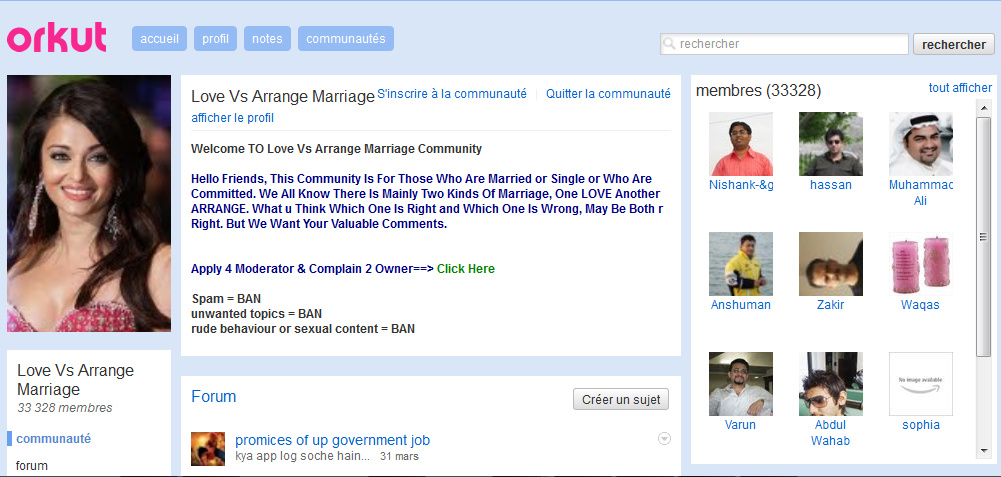 orkut
accueil
profil
notes
communautés
rechercher
rechercher
Love Vs Arrange Marriage
S'inscrire à la communauté
Quitter la communauté
afficher le profil
Welcome TO Love Vs Arrange Marriage Community
Hello Friends, This Community Is For Those Who Are Married or Single or Who Are
Committed. We All Know There Is Mainly Two Kinds Of Marriage, One LOVE Another
ARRANGE. What u Think Which One Is Right and Which One Is Wrong, May Be Both r
Right. But We Want Your Valuable Comments.
Apply 4 Moderator & Complain 2 Owner==> Click Here
Spam = BAN
unwanted topics = BAN
rude behaviour or sexual content = BAN
Love Vs Arrange
Marriage
33 328 membres
communauté
forum
Forum
Créer un sujet
promices of up government job
kya app log soche hain... 31 mars
membres (33328)
tout afficher
Nishank-&g
hassan
Muhammac
Ali
Anshuman
Zakir
Waqas
No image available
Varun
Abdul
Wahab
sophia